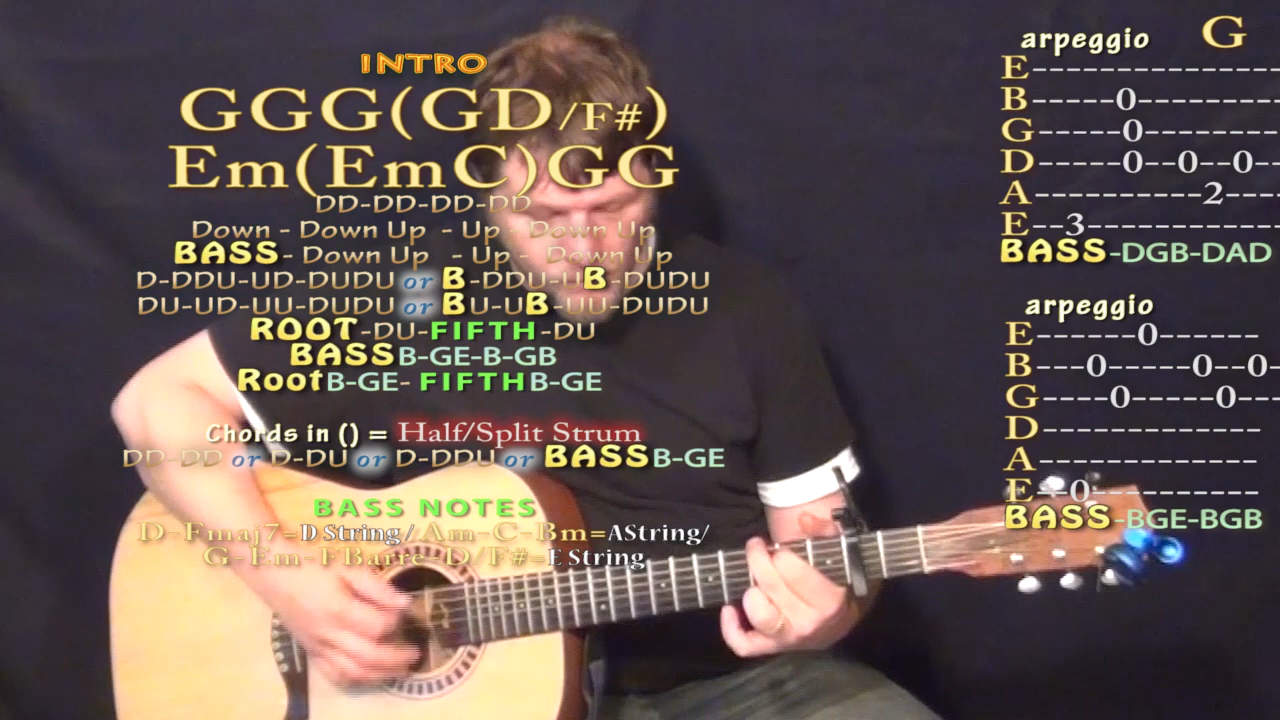 INTRO
GGG(GD/F#)
Em(EmC)GG
DD-DD-DD-DD
Down - Down Up - Up - Down Up
BASS - Down Up - Up - Down Up
D-DDU-UD-DUDU or B-DDU-UB-DUDU
DU-UD-UU-DUDU or BU-UB-UU-DUDU
ROOT-DU-FIFTH-DU
BASSB-GE-B-GB
RootB-GE- FIFTHB-GE
Chords in () = Half/Split Strum
DD-DD or D-DU or D-DDU or BASSB-GE
BASS NOTES
D-Fmaj7=D String/Am-C-Bm=AString/
G-Em-FBarre-D/F#=E String
arpeggio G
E---------------
B-----0---------
G-----0---------
D-----0--0--0--
A----------2----
E--3------------
BASS-DGB-DAD
arpeggio
E------0------
B---0-----0--0-
G----0-----0---
D-------------
A-------------
E--0----------
BASS-BGE-BGB